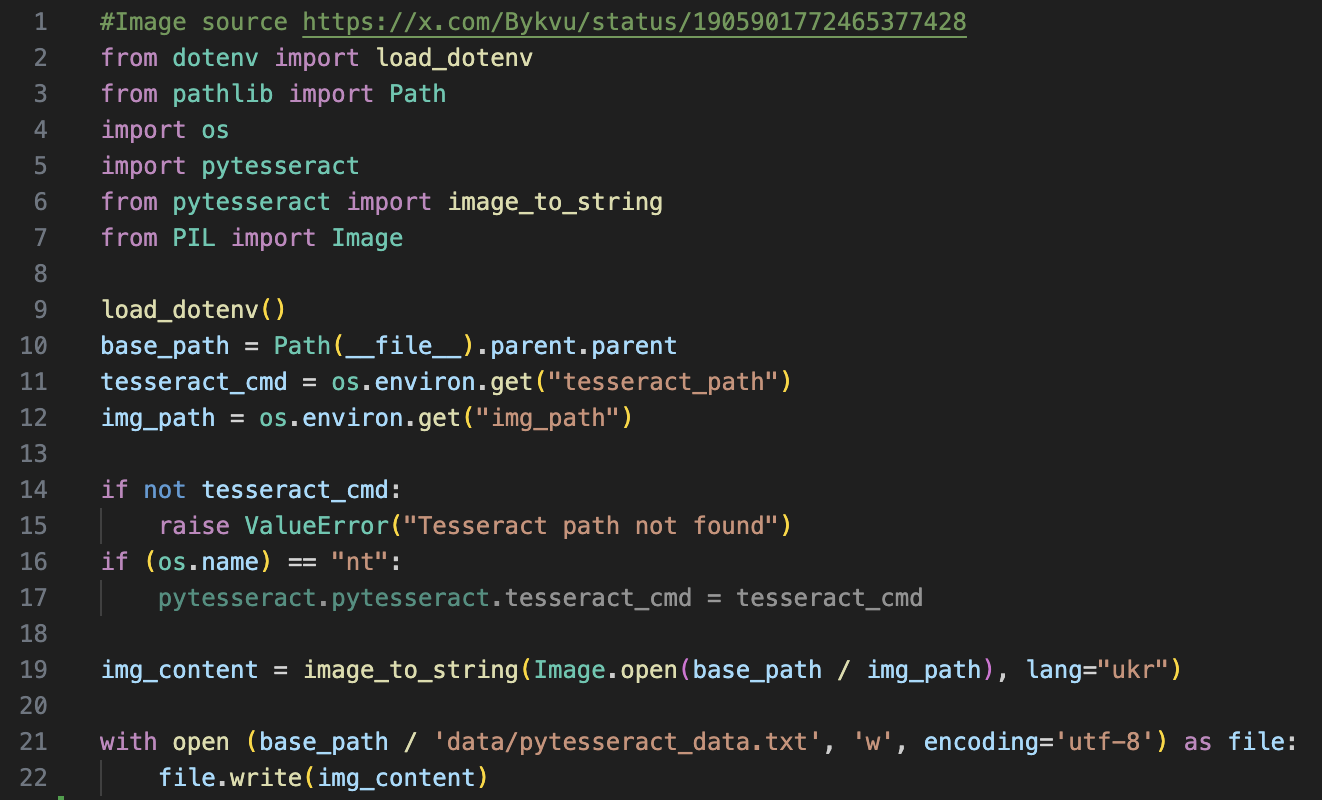 1 #Image source https://x.com/Bykvu/status/1905901772465377428
2 from dotenv import load_dotenv
3 from pathlib import Path
4 import os
5 import pytesseract
6 from pytesseract import image_to_string
7 from PIL import Image
8
9 load_dotenv()
10 base_path = Path(__file__).parent.parent
11 tesseract_cmd = os.environ.get("tesseract_path")
12 img_path = os.environ.get("img_path")
13
14 if not tesseract_cmd:
15     raise ValueError("Tesseract path not found")
16 if (os.name) == "nt":
17     pytesseract.pytesseract.tesseract_cmd = tesseract_cmd
18
19 img_content = image_to_string(Image.open(base_path / img_path), lang="ukr")
20
21 with open (base_path / 'data/pytesseract_data.txt', 'w', encoding='utf-8') as file:
22     file.write(img_content)